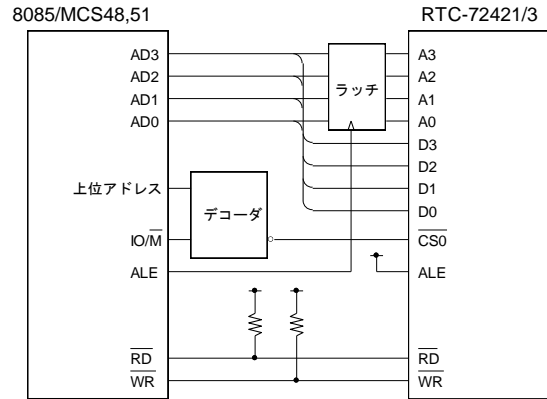 8085/MCS48,51 RTC-72421/3
AD3 A3
AD2 A2
ラッチ
AD1 A1
AD0 A0
D3
D2
上位アドレス D1
デコーダ
D0
IO/M CS0
ALE ALE
RD RD
WR WR